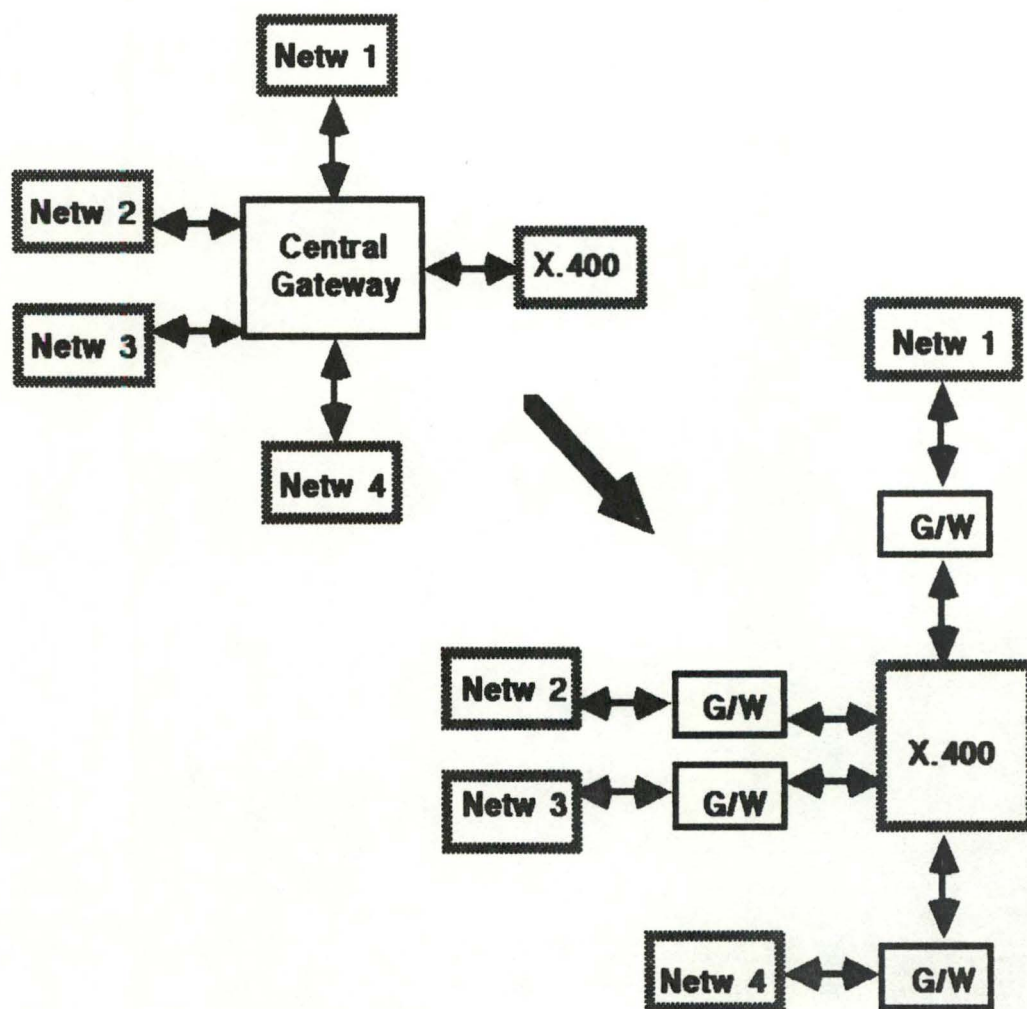 Netw 1
Netw 2
Central
Gateway
X.400
Netw 3
Netw 4
Netw 1
G/W
Netw 2
G/W
X.400
Netw 3
G/W
Netw 4
G/W